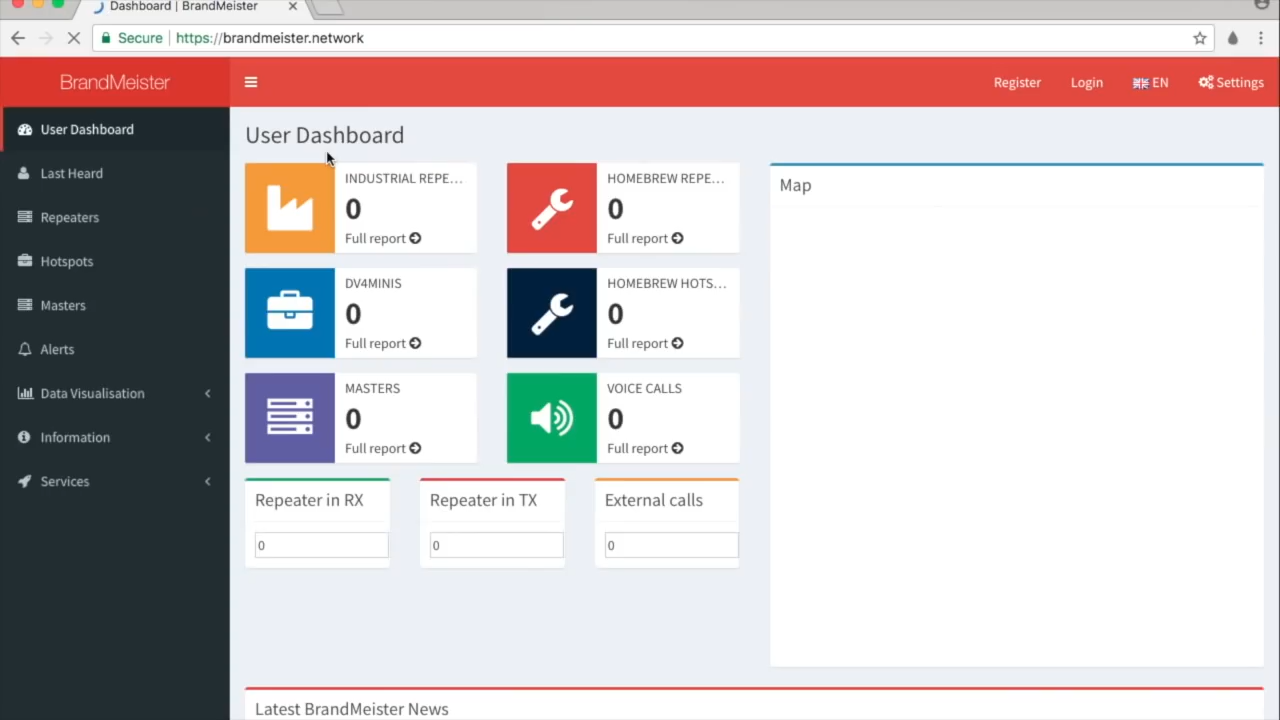 Dashboard | BrandMeister
Secure https://brandmeister.network
BrandMeister
Register Login EN Settings
User Dashboard
Last Heard
Repeaters
Hotspots
Masters
Alerts
Data Visualisation
Information
Services
User Dashboard
INDUSTRIAL REPE...
0
Full report
HOMEBREW REPE...
0
Full report
DV4MINIS
0
Full report
HOMEBREW HOTS...
0
Full report
MASTERS
0
Full report
VOICE CALLS
0
Full report
Repeater in RX
0
Repeater in TX
0
External calls
0
Map
Latest BrandMeister News